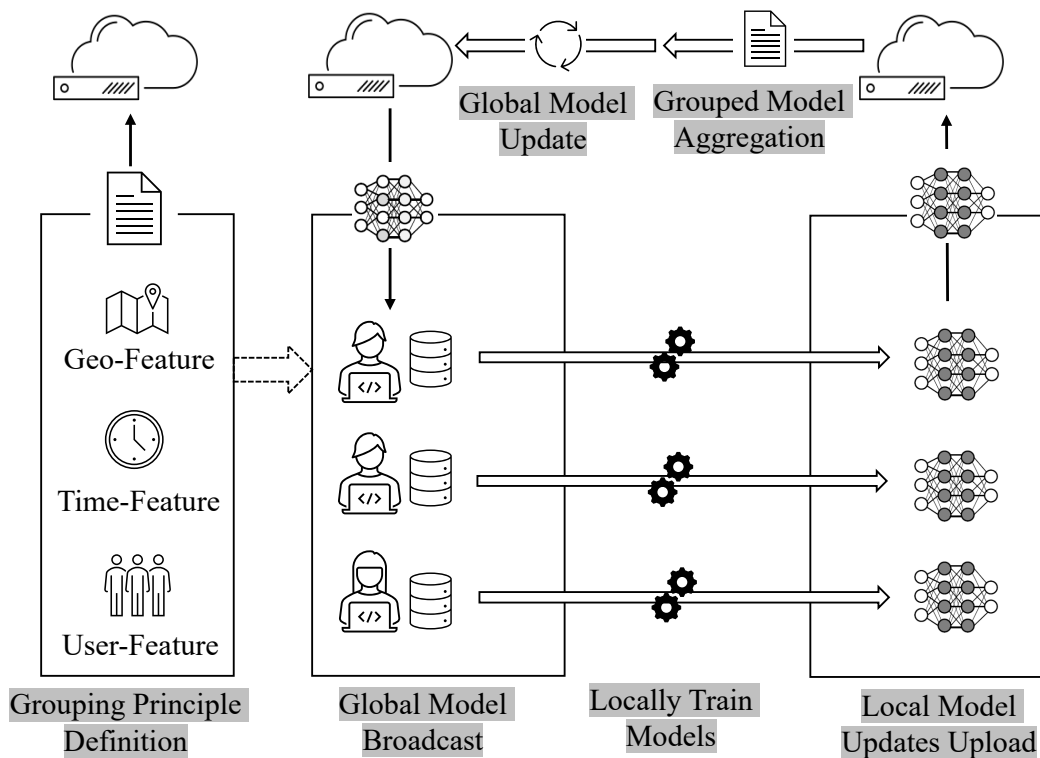 Global Model
Update
Grouped Model
Aggregation
Geo-Feature
Time-Feature
User-Feature
</>
</>
</>
Grouping Principle
Definition
Global Model
Broadcast
Locally Train
Models
Local Model
Updates Upload